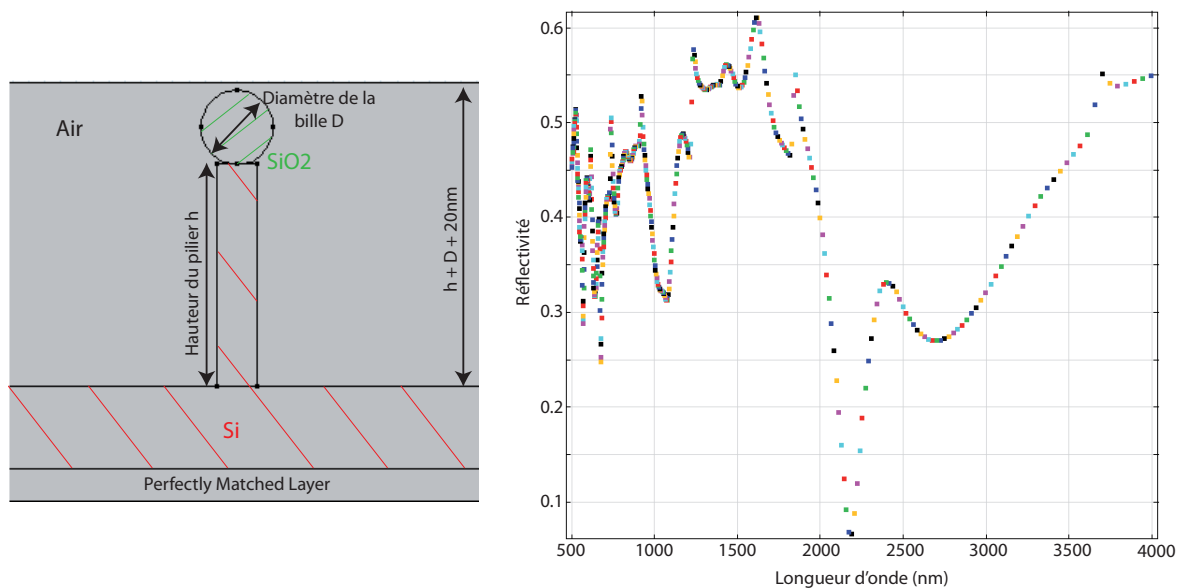 Air
Diamètre de la
bille D
SiO2
Hauteur du pilier h
h + D + 20nm
Si
Perfectly Matched Layer
Réflectivité
0.6
0.5
0.4
0.3
0.2
0.1
500 1000 1500 2000 2500 3000 3500 4000
Longueur d'onde (nm)